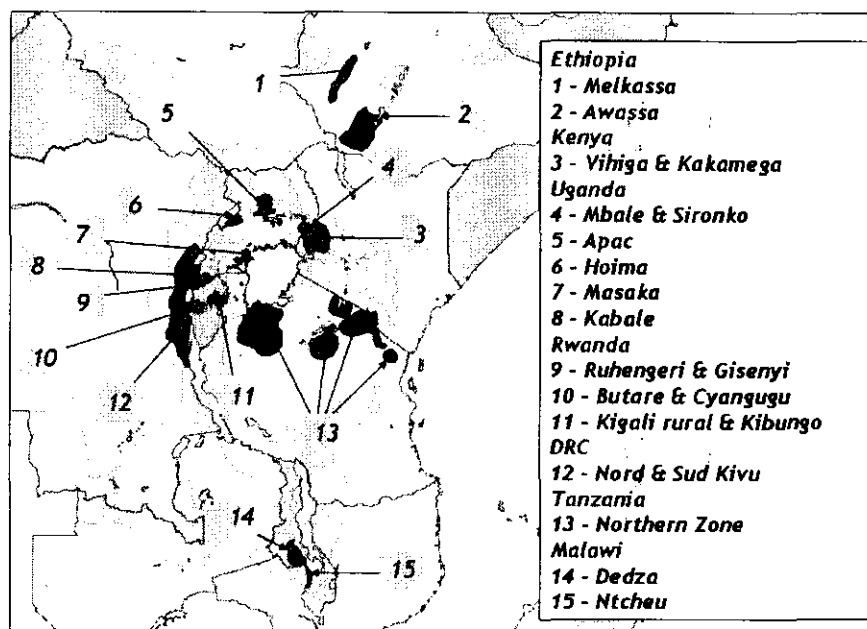 1
2
5
4
6
7
3
8
9
10
12
11
13
14
15
Ethiopia
1 - Melkassa
2 - Awassa
Kenya
3 - Vihiga & Kakamega
Uganda
4 - Mbale & Sironko
5 - Apac
6 - Hoima
7 - Masaka
8 - Kabale
Rwanda
9 - Ruhengeri & Gisenyi
10 - Butare & Cyangugu
11 - Kigali rural & Kibungo
DRC
12 - Nord & Sud Kivu
Tanzania
13 - Northern Zone
Malawi
14 - Dedza
15 - Ntcheu